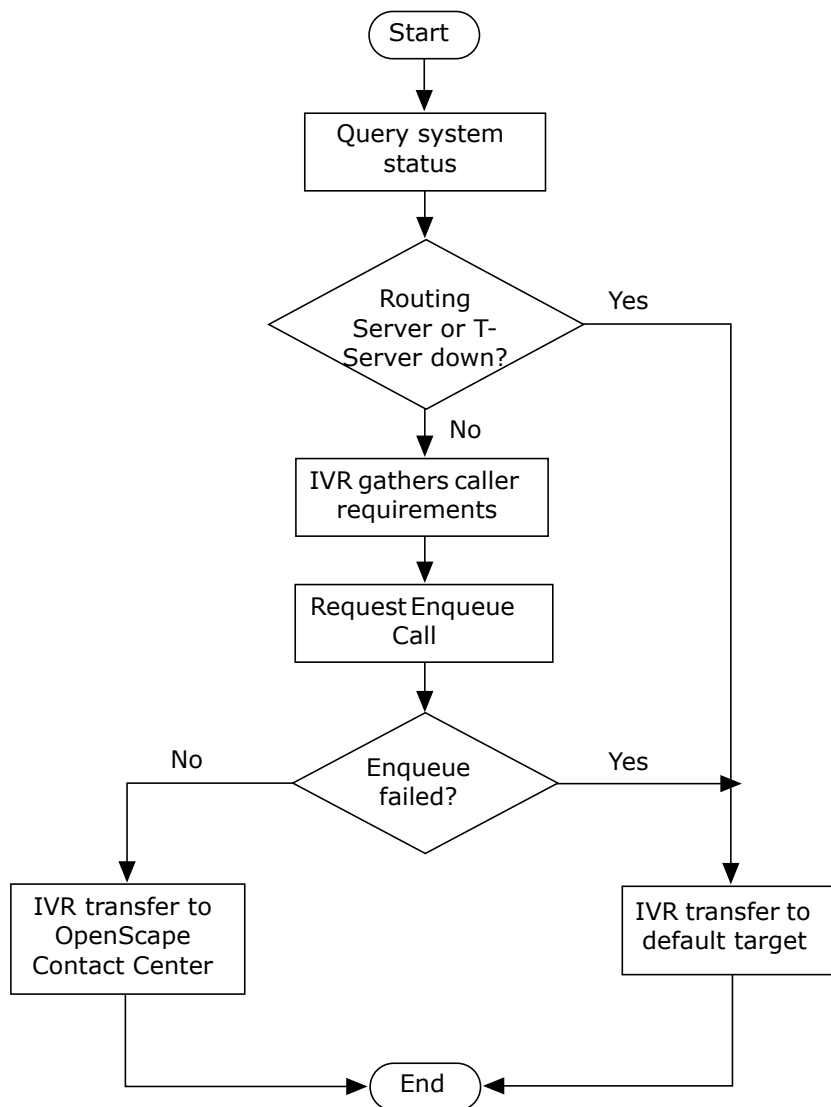 Start
Query system
status
Routing
Server or T-
Server down?
Yes
No
IVR gathers caller
requirements
Request Enqueue
Call
No
Enqueue
failed?
Yes
IVR transfer to
OpenScape
Contact Center
IVR transfer to
default target
End